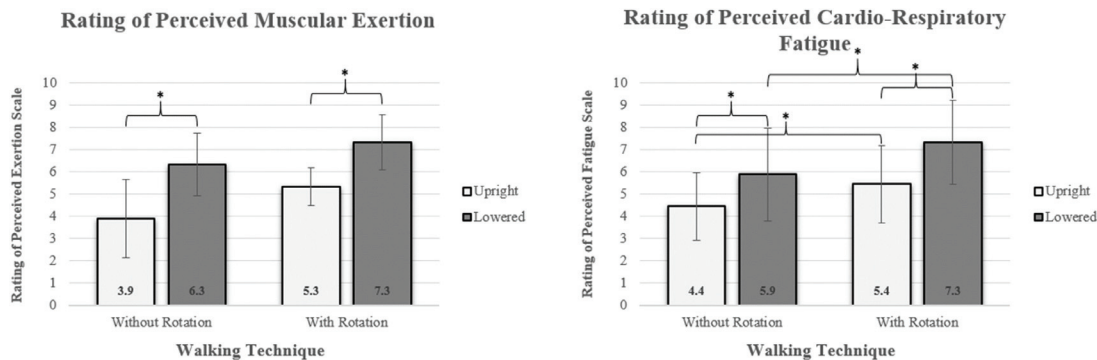 Rating of Perceived Muscular Exertion
Rating of Perceived Exertion Scale
10
9
8
7
6
5
4
3
2
1
0
*
*
3.9
6.3
5.3
7.3
Without Rotation
With Rotation
Walking Technique
Upright
Lowered
Rating of Perceived Cardio-Respiratory
Fatigue
Rating of Perceived Fatigue Scale
10
9
8
7
6
5
4
3
2
1
0
*
*
*
*
4.4
5.9
5.4
7.3
Without Rotation
With Rotation
Walking Technique
Upright
Lowered